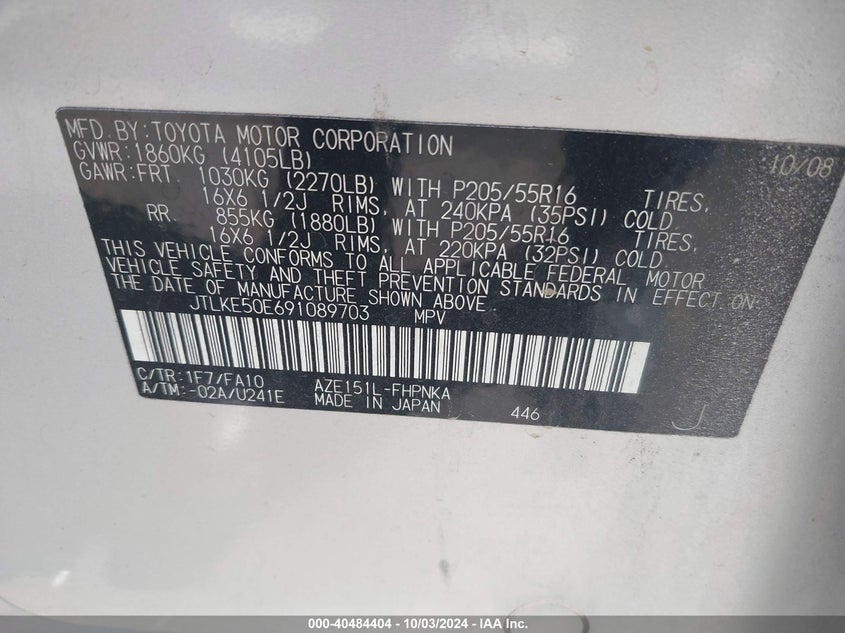 MFD. BY: TOYOTA MOTOR CORPORATION 10/08
GVWR: 1860KG (4105LB)
GAWR: FRT. 1030KG (2270LB) WITH P205/55R16 TIRES,
16X6 1/2J RIMS, AT 240KPA (35PSI) COLD
RR. 855KG (1880LB) WITH P205/55R16 TIRES,
16X6 1/2J RIMS, AT 220KPA (32PSI) COLD
THIS VEHICLE CONFORMS TO ALL APPLICABLE FEDERAL MOTOR
VEHICLE SAFETY AND THEFT PREVENTION STANDARDS IN EFFECT ON
THE DATE OF MANUFACTURE SHOWN ABOVE.
JTLKE50E691089703 MPV
C/TR: 1F7/FA10 AZE151L-FHPNKA
A/TM: -02A/U241E MADE IN JAPAN 446 J
000-40484404 - 10/03/2024 - IAA Inc.